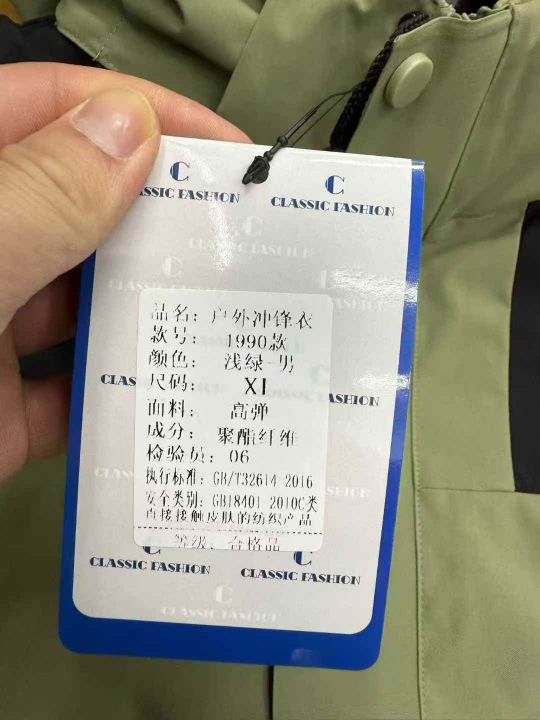 C C
CLASSIC FASHION CLASSIC FASHION
C
CLASSIC FASHION
C
品名: 户外冲锋衣
款号: 1990款
颜色: 浅绿-男
尺码: XL
面料: 高弹
成分: 聚酯纤维
检验员: 06
执行标准: GB/T32614-2016
安全类别: GB18401-2010C类
直接接触皮肤的纺织产品
等级: 合格品
CLASSIC FASHION CLASSIC FASHION
C
CLASSIC FASHION